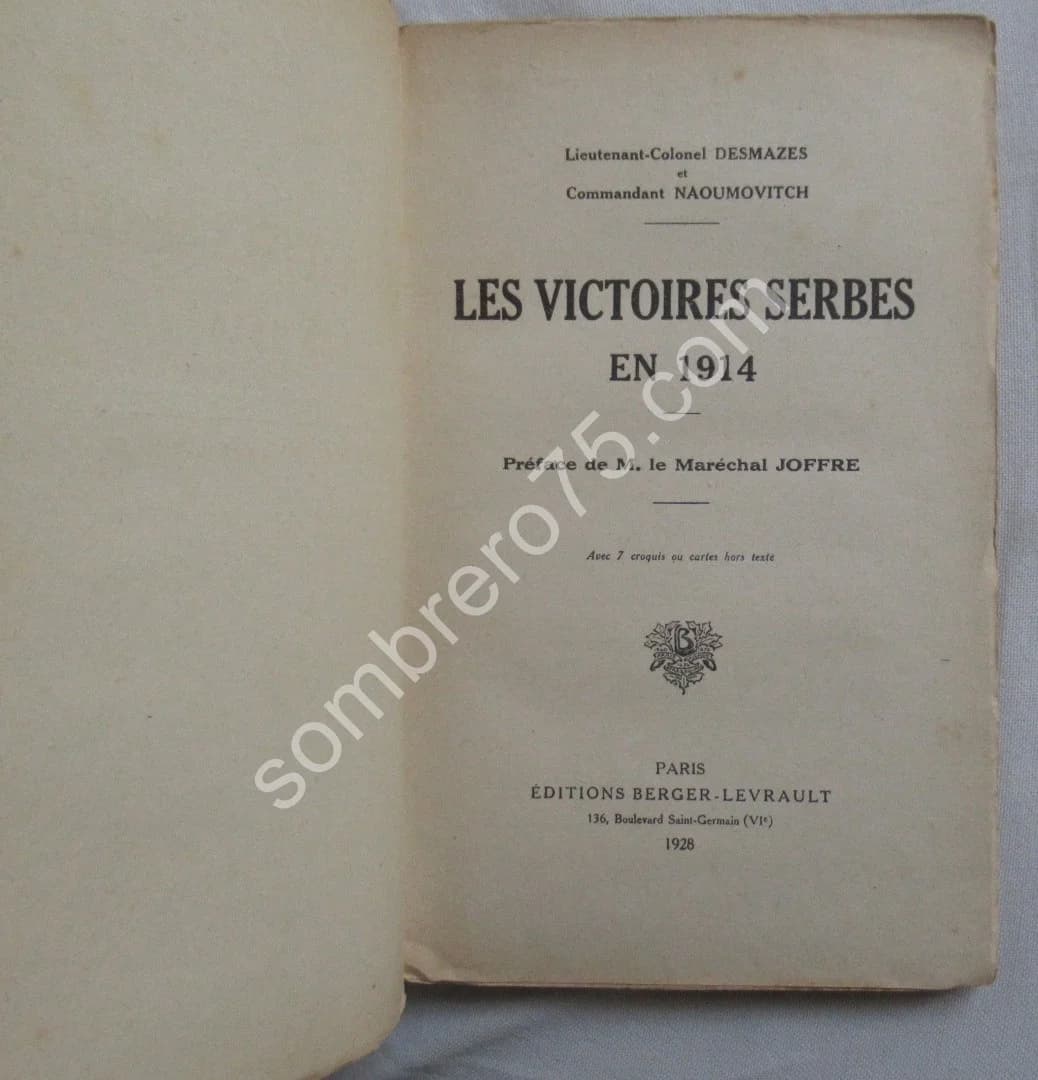 Lieutenant-Colonel DESMAZES
et
Commandant NAOUMOVITCH
LES VICTOIRES SERBES
EN 1914
Préface de M. le Maréchal JOFFRE
Avec 7 croquis ou cartes hors texte
B
PARIS
ÉDITIONS BERGER-LEVRAULT
136, Boulevard Saint-Germain (VIe)
1928
sombrero75.com